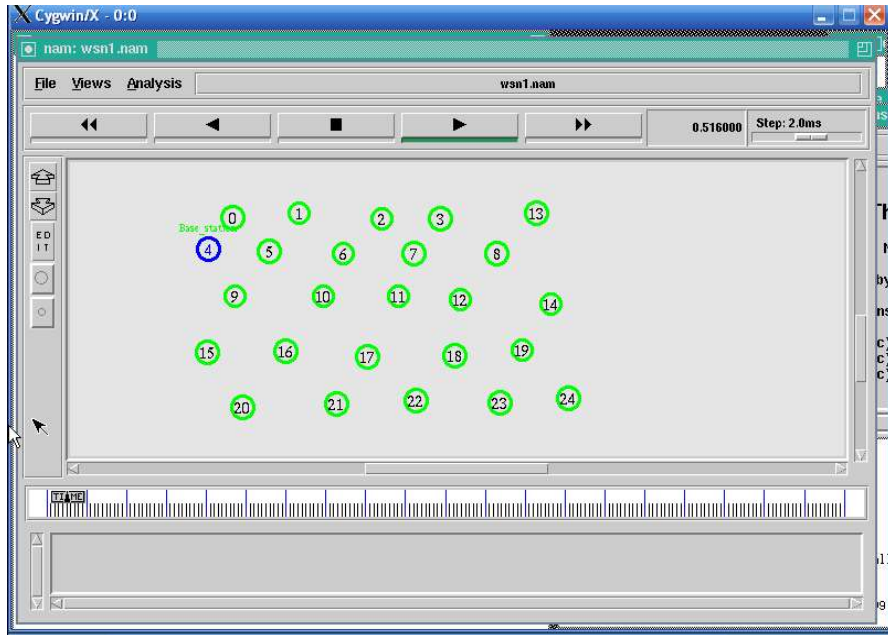 Cygwin/X - 0:0
nam: wsn1.nam
File Views Analysis wsn1.nam
0.516000 Step: 2.0ms
ED
IT
0 1 2 3 13
Base_station
4 5 6 7 8
9 10 11 12 14
15 16 17 18 19
20 21 22 23 24
TIME